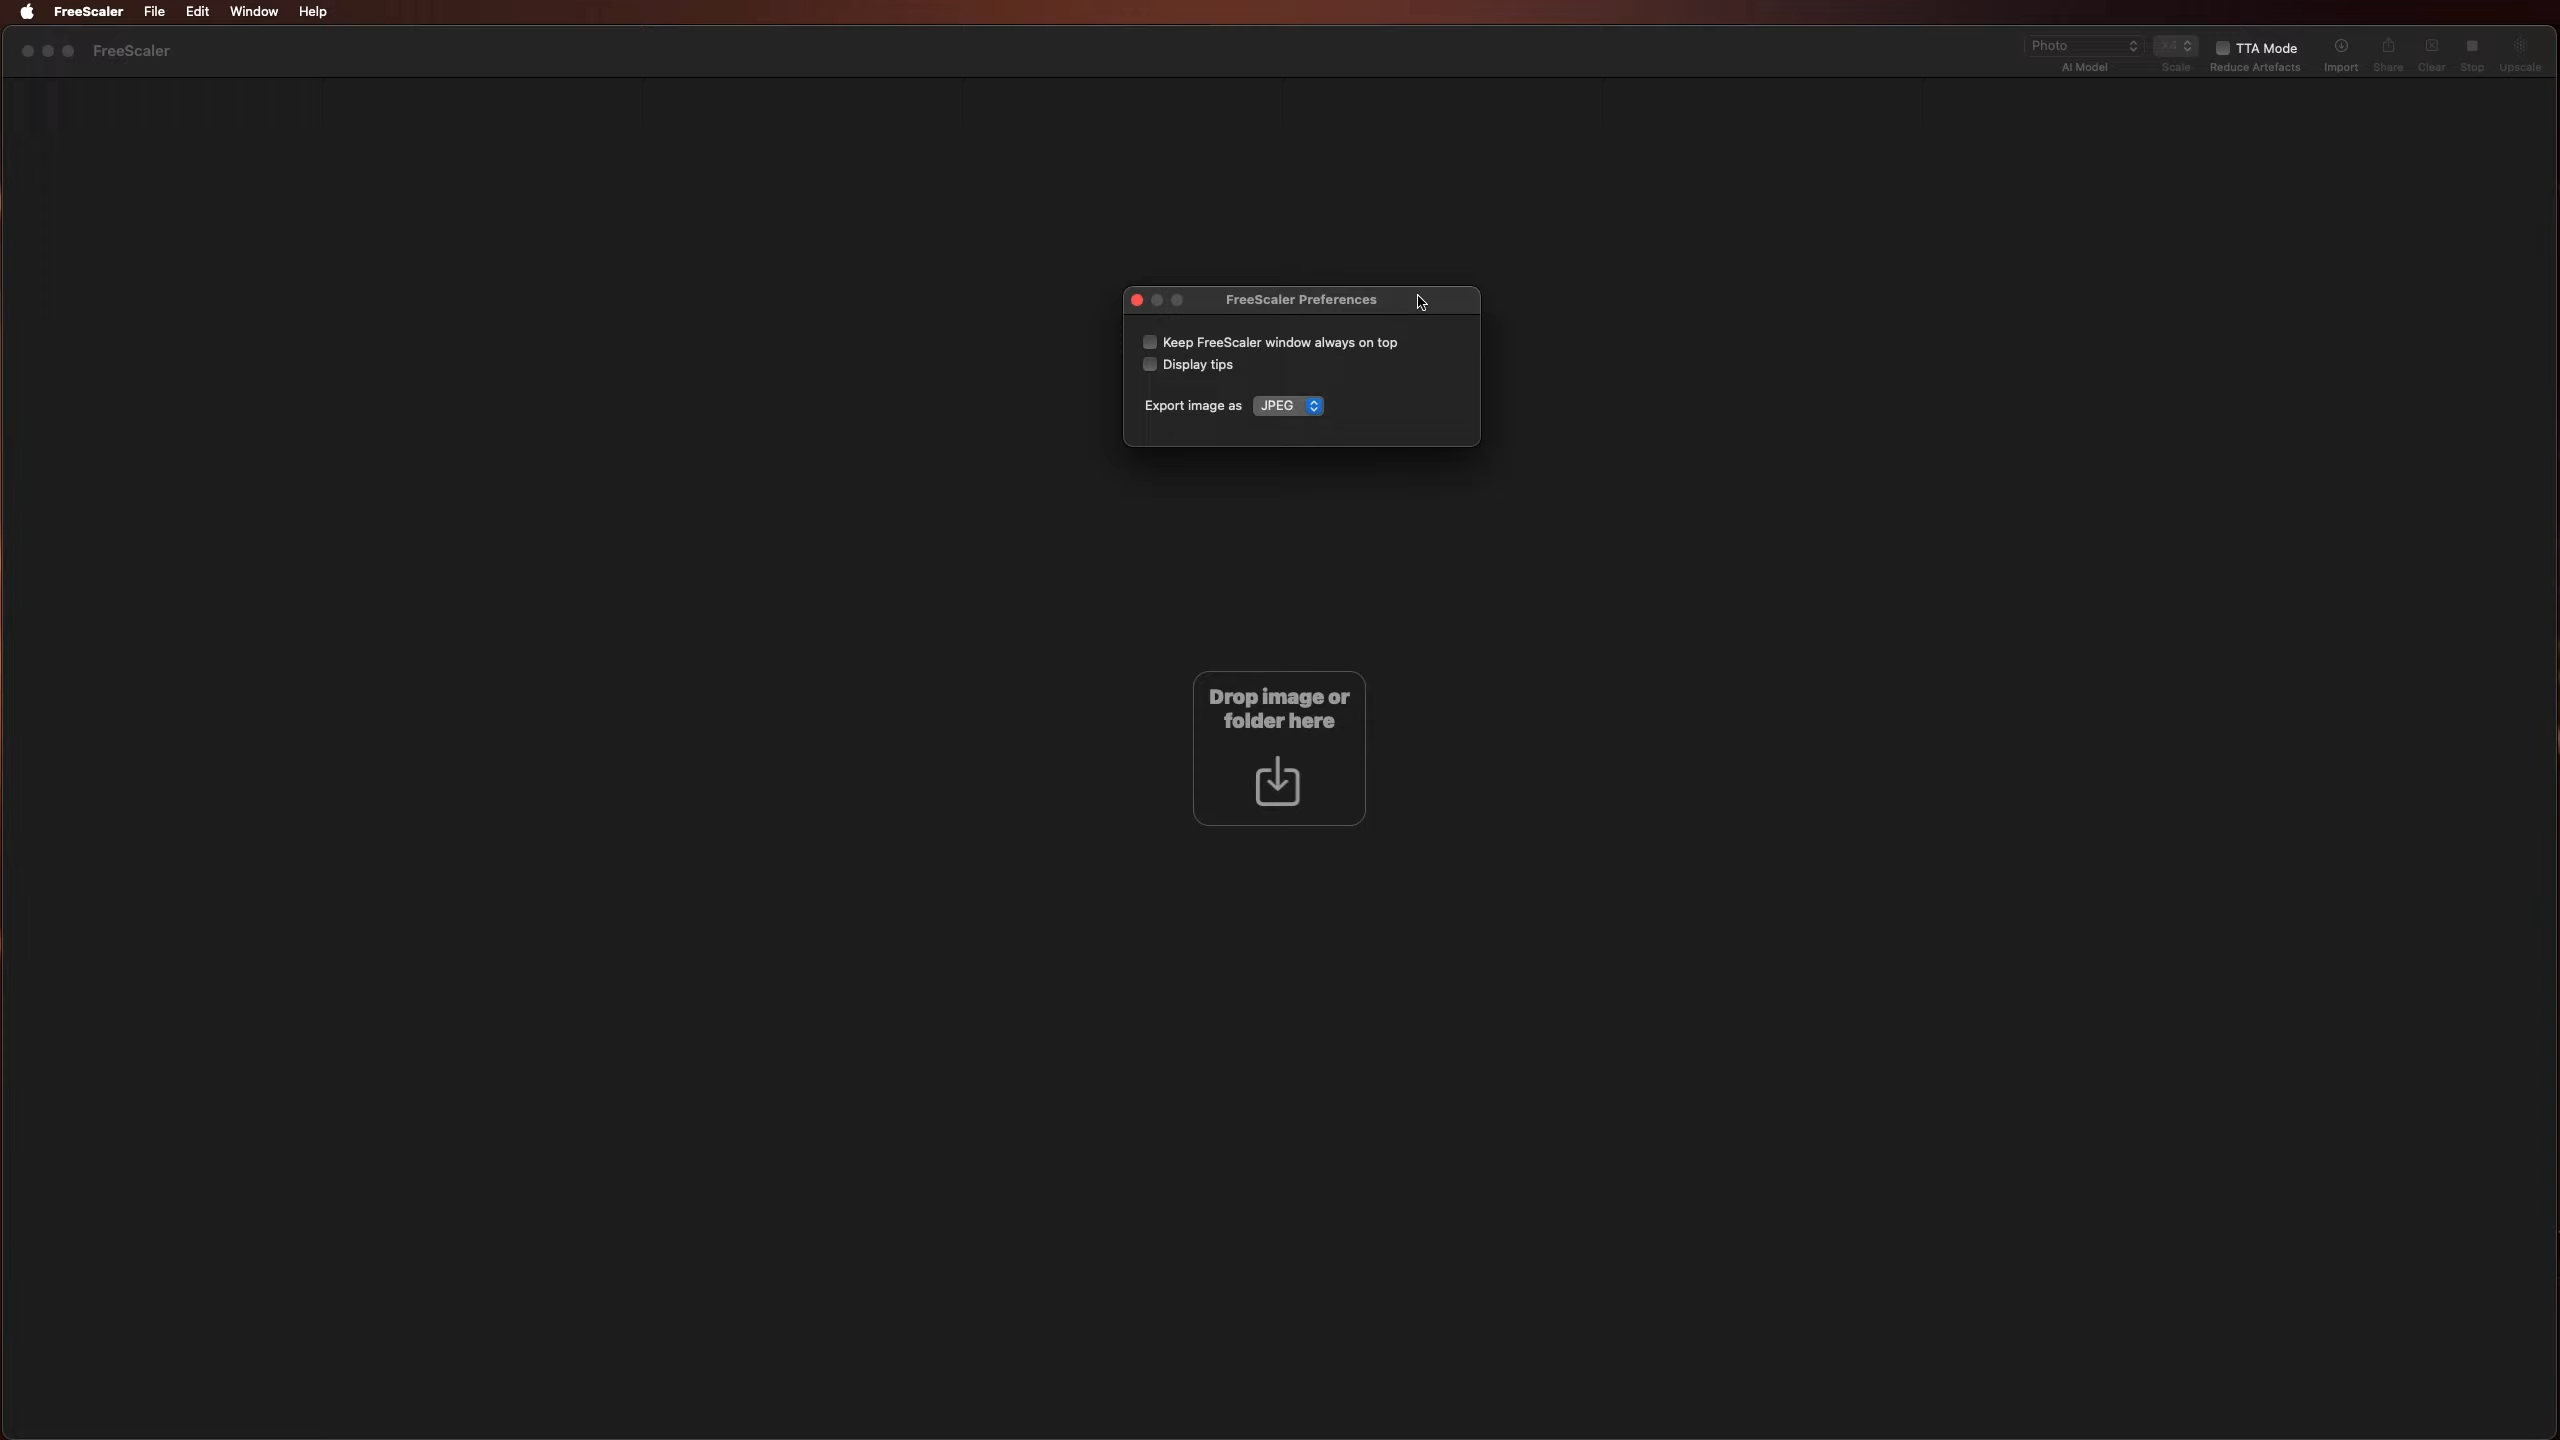 FreeScaler File Edit Window Help
FreeScaler
Photo
X4
TTA Mode
AI Model
Scale
Reduce Artefacts
Import
Share
Clear
Stop
Upscale
FreeScaler Preferences
Keep FreeScaler window always on top
Display tips
Export image as JPEG
Drop image or
folder here